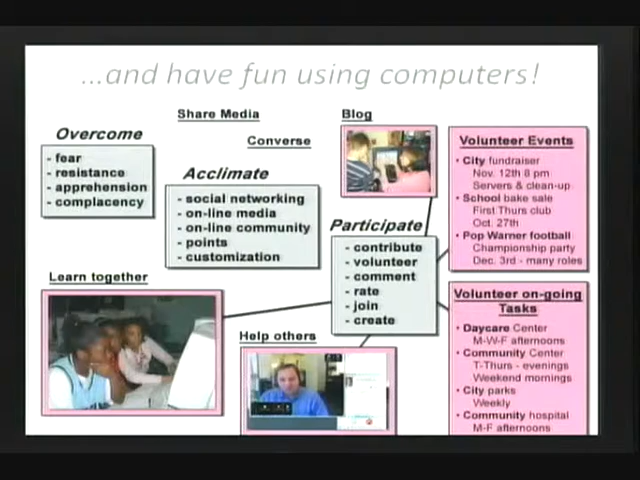 ...and have fun using computers!
Share Media
Blog
Converse
Overcome
- fear
- resistance
- apprehension
- complacency
Acclimate
- social networking
- on-line media
- on-line community
- points
- customization
Participate
- contribute
- volunteer
- comment
- rate
- join
- create
Volunteer Events
• City fundraiser
Nov. 12th 8 pm
Servers & clean-up
• School bake sale
First Thurs club
Oct. 27th
• Pop Warner football
Championship party
Dec. 3rd - many roles
Learn together
Help others
Volunteer on-going
Tasks
• Daycare Center
M-W-F afternoons
• Community Center
T-Thurs - evenings
Weekend mornings
• City parks
Weekly
• Community hospital
M-F afternoons